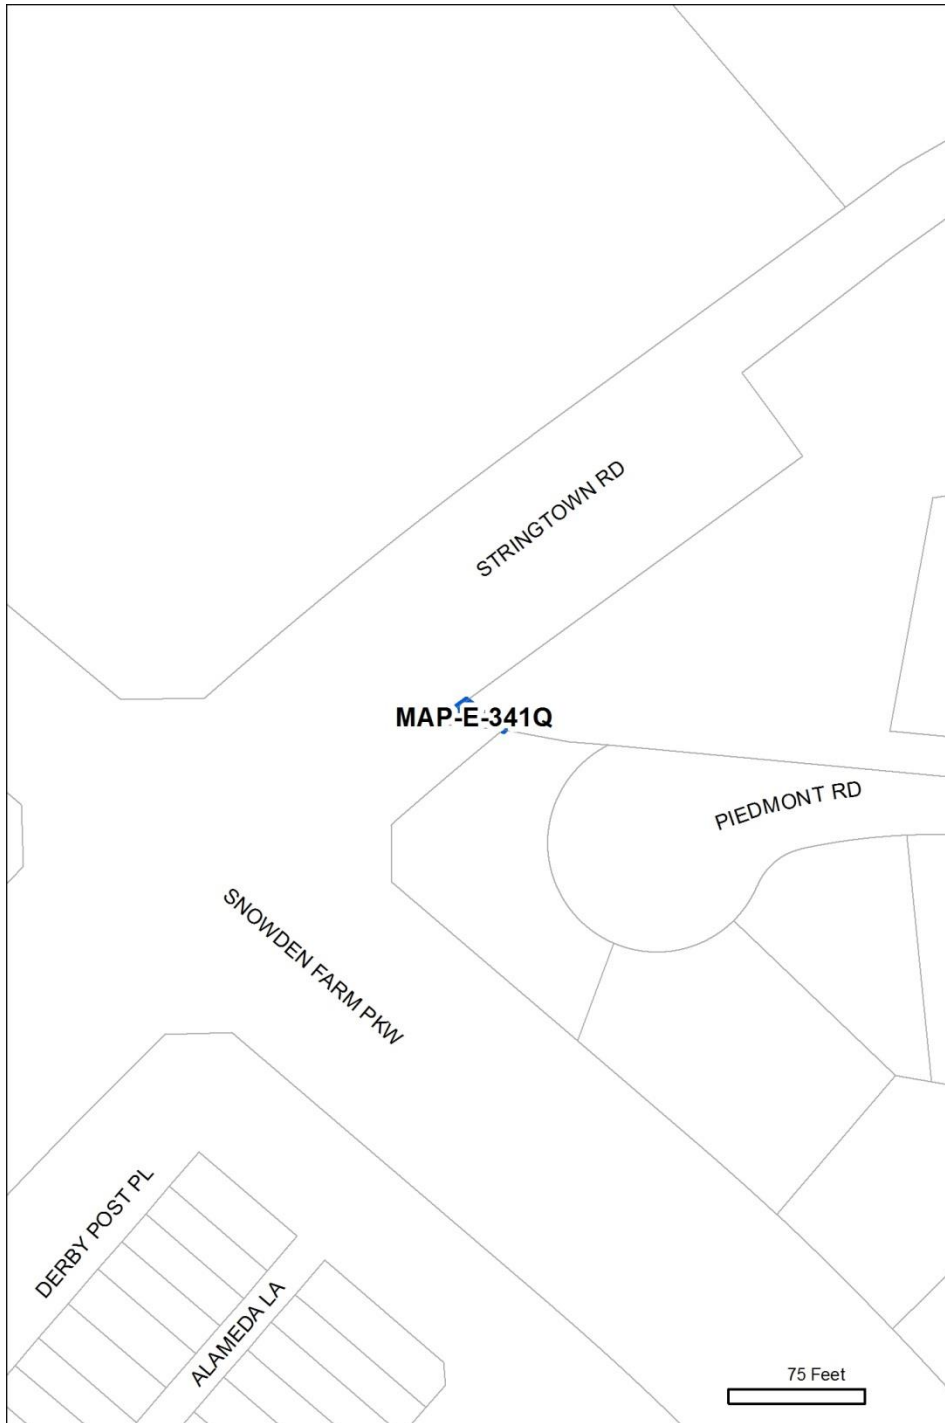 STRINGTOWN RD
MAP-E-341Q
PIEDMONT RD
SNOWDEN FARM PKW
DERBY POST PL
ALAMEDA LA
75 Feet